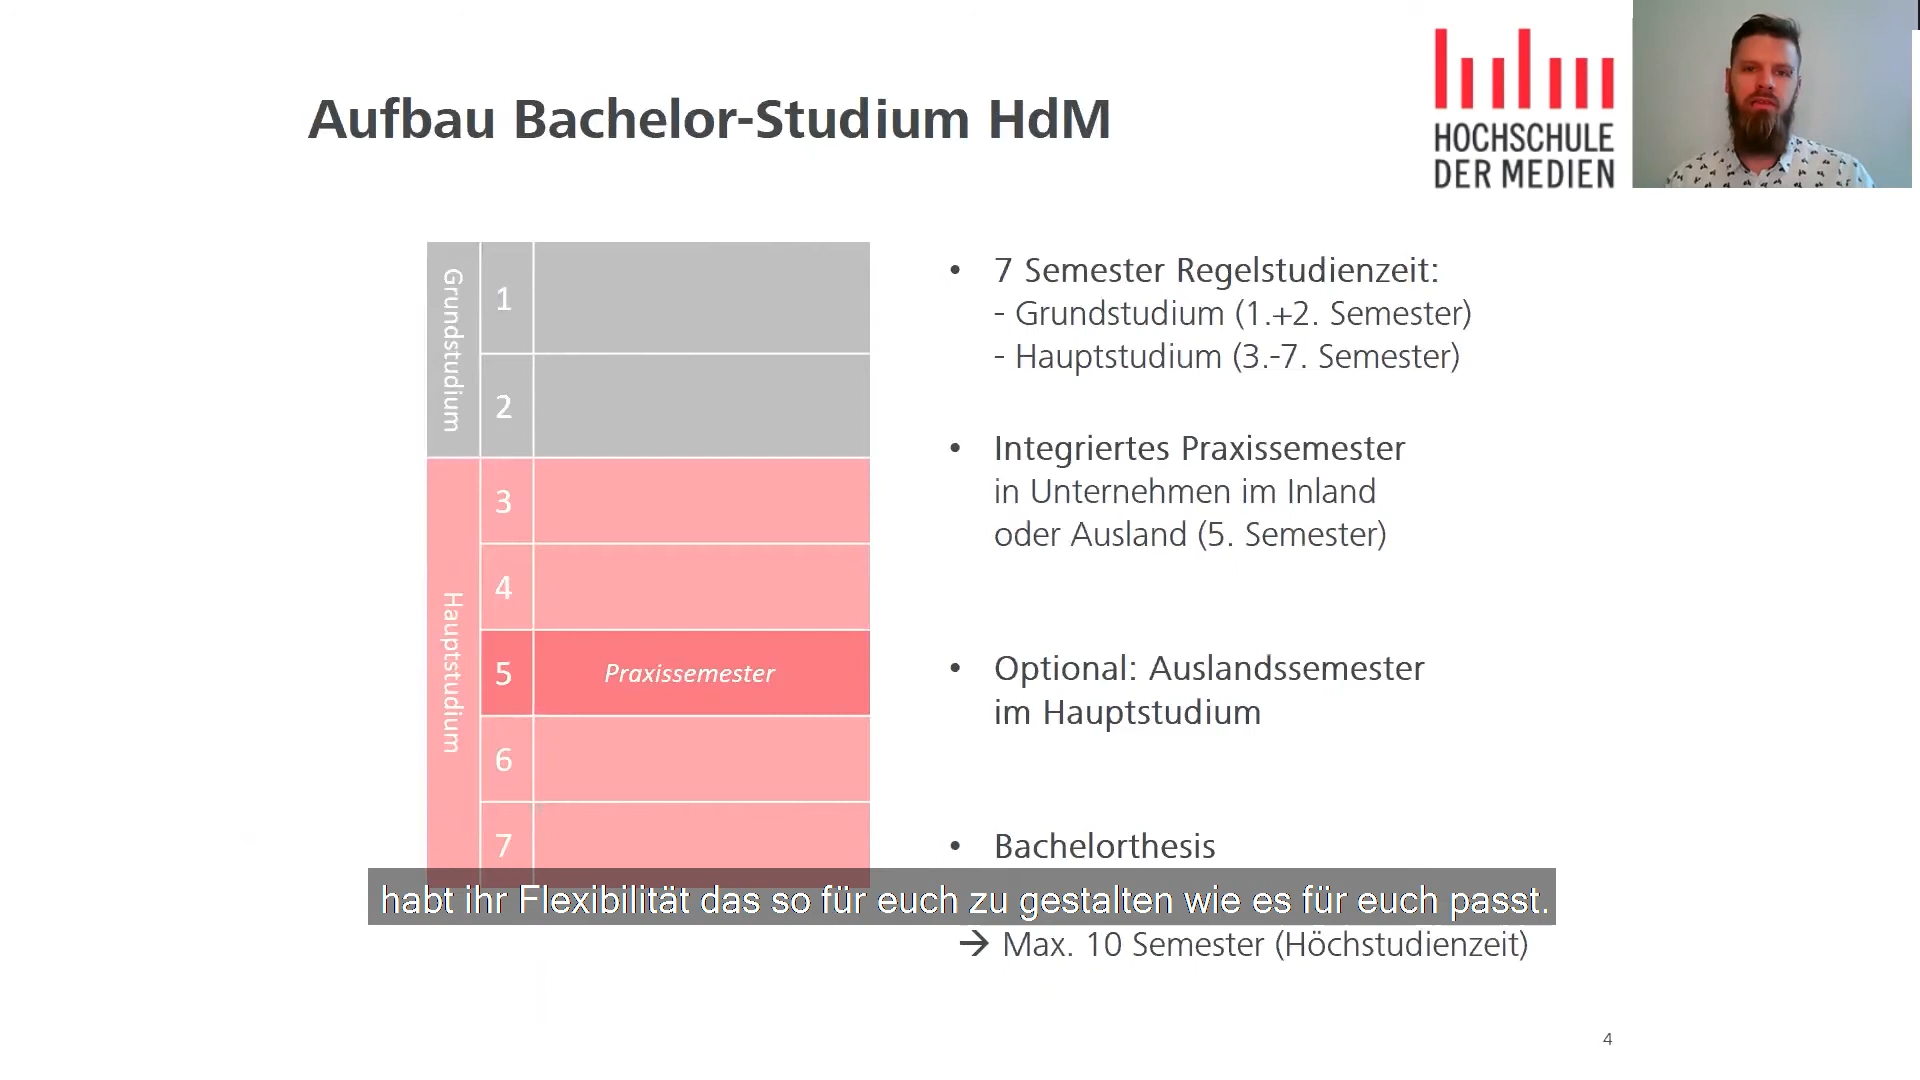 Aufbau Bachelor-Studium HdM
HOCHSCHULE
DER MEDIEN
Grundstudium
1
2
Hauptstudium
3
4
5 Praxissemester
6
7
• 7 Semester Regelstudienzeit:
- Grundstudium (1.+2. Semester)
- Hauptstudium (3.-7. Semester)
• Integriertes Praxissemester
in Unternehmen im Inland
oder Ausland (5. Semester)
• Optional: Auslandssemester
im Hauptstudium
• Bachelorthesis
habt ihr Flexibilität das so für euch zu gestalten wie es für euch passt.
→ Max. 10 Semester (Höchstudienzeit)
4